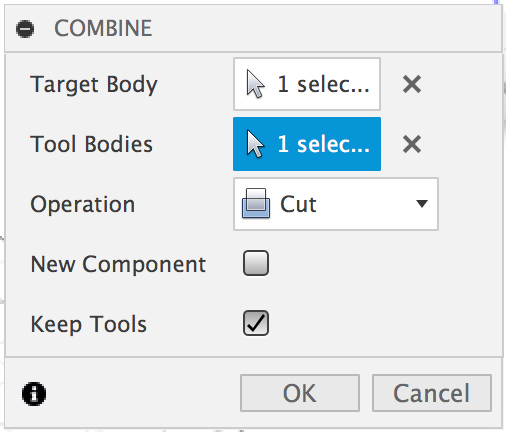 COMBINE
Target Body 1 selec...
Tool Bodies 1 selec...
Operation Cut
New Component
Keep Tools
OK Cancel